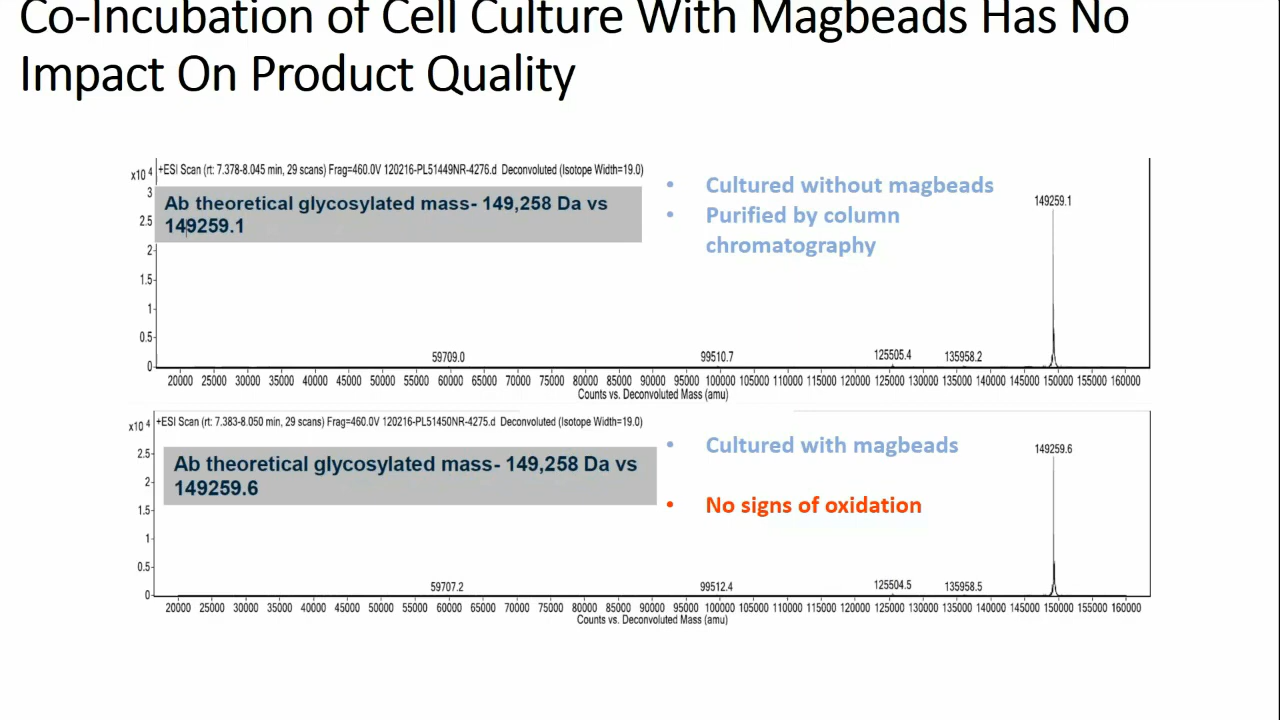 Co-Incubation of Cell Culture With Magbeads Has No
Impact On Product Quality
x10 4
+ESI Scan (rt: 7.378-8.045 min, 29 scans) Frag=460.0V 120216-PL51449NR-4276.d Deconvoluted (Isotope Width=19.0)
Ab theoretical glycosylated mass- 149,258 Da vs
149259.1
• Cultured without magbeads
• Purified by column
chromatography
149259.1
3
2.5
2
1.5
1
0.5
0
59709.0
99510.7
125505.4
135958.2
20000 25000 30000 35000 40000 45000 50000 55000 60000 65000 70000 75000 80000 85000 90000 95000 100000 105000 110000 115000 120000 125000 130000 135000 140000 145000 150000 155000 160000
Counts vs. Deconvoluted Mass (amu)
x10 4
+ESI Scan (rt: 7.383-8.050 min, 29 scans) Frag=460.0V 120216-PL51450NR-4275.d Deconvoluted (Isotope Width=19.0)
Ab theoretical glycosylated mass- 149,258 Da vs
149259.6
• Cultured with magbeads
• No signs of oxidation
149259.6
2.5
2
1.5
1
0.5
0
59707.2
99512.4
125504.5
135958.5
20000 25000 30000 35000 40000 45000 50000 55000 60000 65000 70000 75000 80000 85000 90000 95000 100000 105000 110000 115000 120000 125000 130000 135000 140000 145000 150000 155000 160000
Counts vs. Deconvoluted Mass (amu)